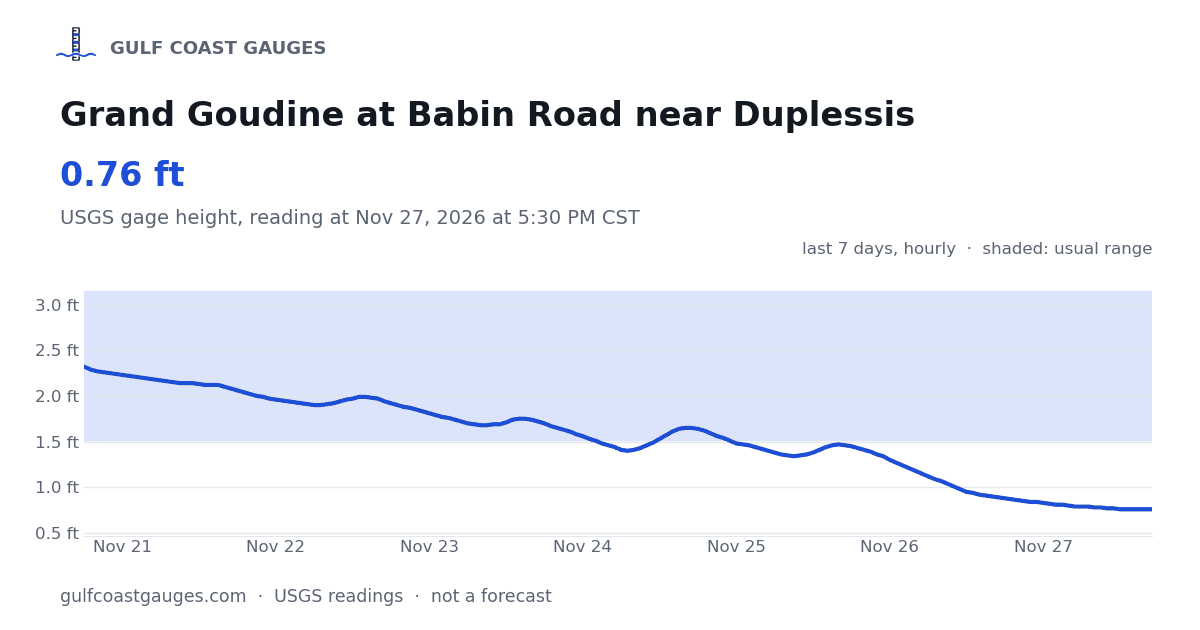 GULF COAST GAUGES
Grand Goudine at Babin Road near Duplessis
0.76 ft
USGS gage height, reading at Nov 27, 2026 at 5:30 PM CST
last 7 days, hourly · shaded: usual range
3.0 ft
2.5 ft
2.0 ft
1.5 ft
1.0 ft
0.5 ft
Nov 21 Nov 22 Nov 23 Nov 24 Nov 25 Nov 26 Nov 27
gulfcoastgauges.com · USGS readings · not a forecast